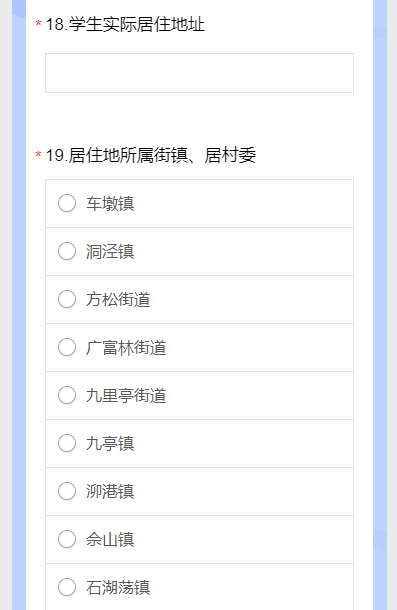 * 18.学生实际居住地址
* 19.居住地所属街镇、居村委
车墩镇
洞泾镇
方松街道
广富林街道
九里亭街道
九亭镇
泖港镇
佘山镇
石湖荡镇